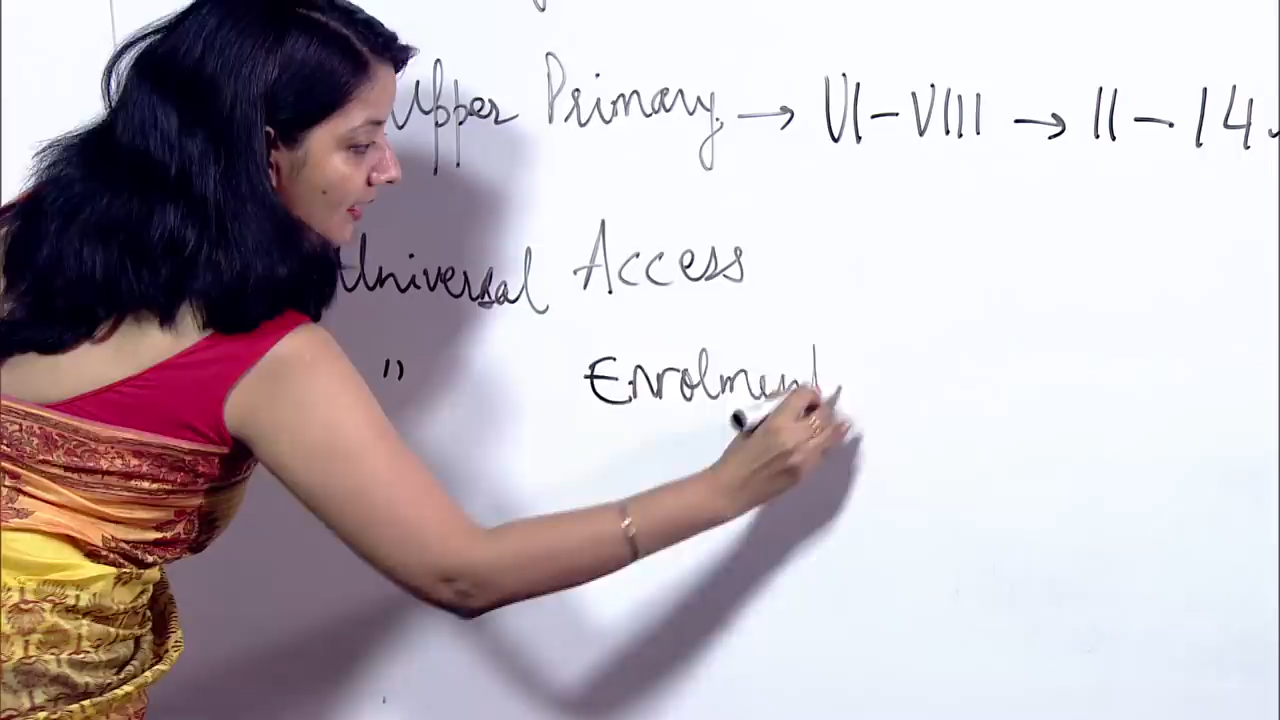 Upper Primary → VI - VIII → 11 - 14
Universal Access
" Enrolment